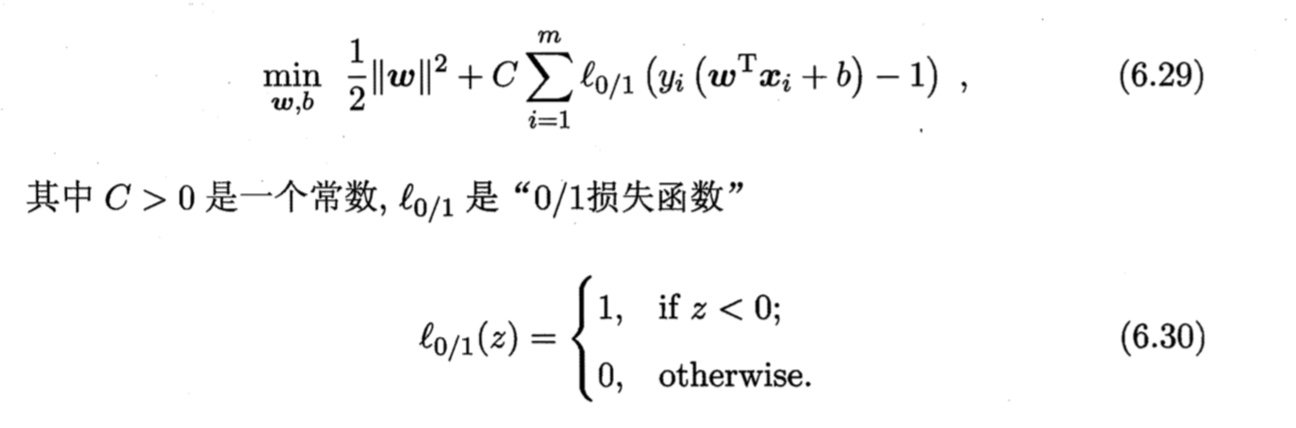 min_{w,b} 1/2 ‖w‖² + C ∑_{i=1}^{m} ℓ_{0/1} (y_i (w^T x_i + b) − 1) , (6.29)
其中 C > 0 是一个常数, ℓ_{0/1} 是 “0/1损失函数”
ℓ_{0/1}(z) = { 1, if z < 0; 0, otherwise. (6.30)